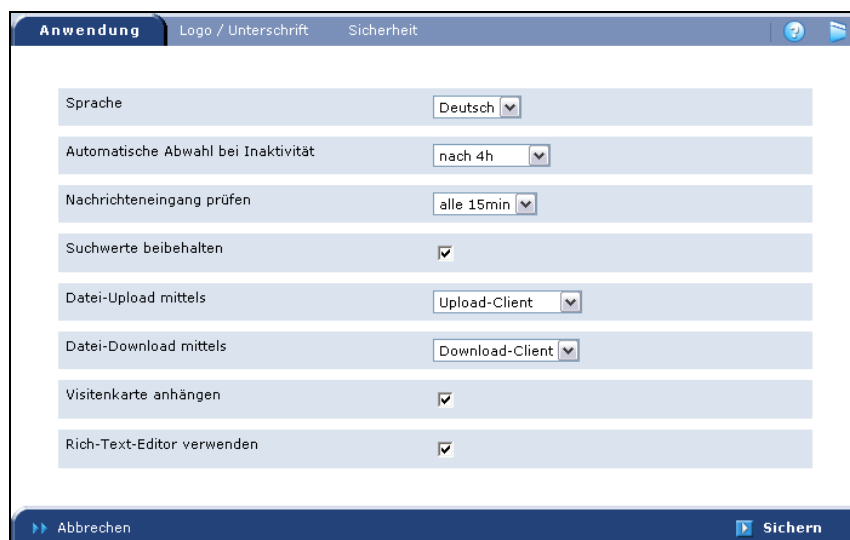 Anwendung Logo / Unterschrift Sicherheit ?
Sprache Deutsch
Automatische Abwahl bei Inaktivität nach 4h
Nachrichteneingang prüfen alle 15min
Suchwerte beibehalten
Datei-Upload mittels Upload-Client
Datei-Download mittels Download-Client
Visitenkarte anhängen
Rich-Text-Editor verwenden
Abbrechen Sichern